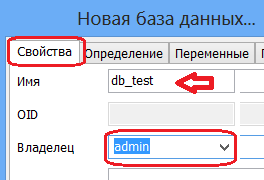 Новая база данных...
Свойства Определение Переменные
Имя db_test
OID
Владелец admin